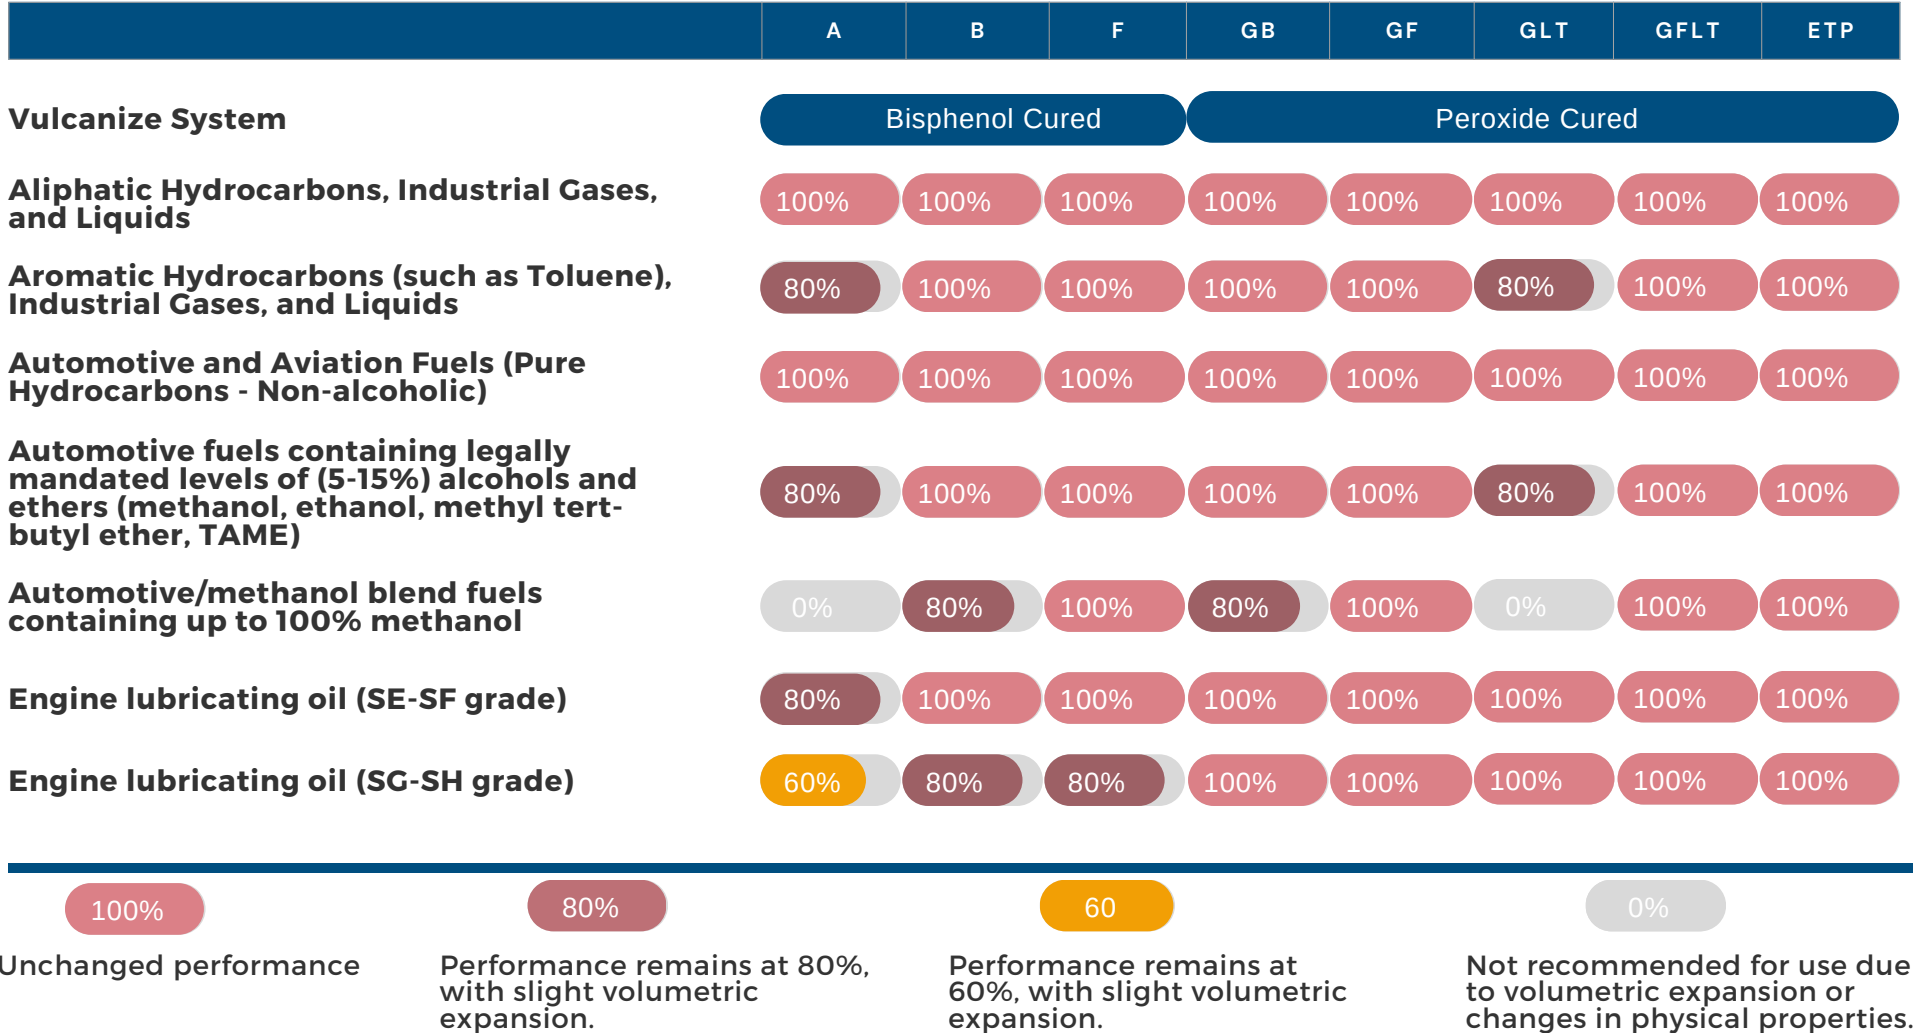 A B F GB GF GLT GFLT ETP
Vulcanize System Bisphenol Cured Peroxide Cured
Aliphatic Hydrocarbons, Industrial Gases,
and Liquids
100% 100% 100% 100% 100% 100% 100% 100%
Aromatic Hydrocarbons (such as Toluene),
Industrial Gases, and Liquids
80% 100% 100% 100% 100% 80% 100% 100%
Automotive and Aviation Fuels (Pure
Hydrocarbons - Non-alcoholic)
100% 100% 100% 100% 100% 100% 100% 100%
Automotive fuels containing legally
mandated levels of (5-15%) alcohols and
ethers (methanol, ethanol, methyl tert-
butyl ether, TAME)
80% 100% 100% 100% 100% 80% 100% 100%
Automotive/methanol blend fuels
containing up to 100% methanol
0% 80% 100% 80% 100% 0% 100% 100%
Engine lubricating oil (SE-SF grade)
80% 100% 100% 100% 100% 100% 100% 100%
Engine lubricating oil (SG-SH grade)
60% 80% 80% 100% 100% 100% 100% 100%
100%
Unchanged performance
80%
Performance remains at 80%,
with slight volumetric
expansion.
60
Performance remains at
60%, with slight volumetric
expansion.
0%
Not recommended for use due
to volumetric expansion or
changes in physical properties.